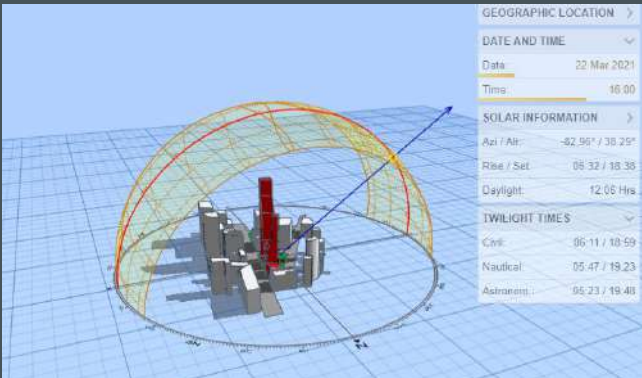 GEOGRAPHIC LOCATION
DATE AND TIME
Date: 22 Mar 2021
Time: 16:00
SOLAR INFORMATION
Azi / Alt: -82.96° / 38.25°
Rise / Set: 06:32 / 18:38
Daylight: 12:06 Hrs
TWILIGHT TIMES
Civil: 06:11 / 18:59
Nautical: 05:47 / 19:23
Astronom.: 05:23 / 19:48